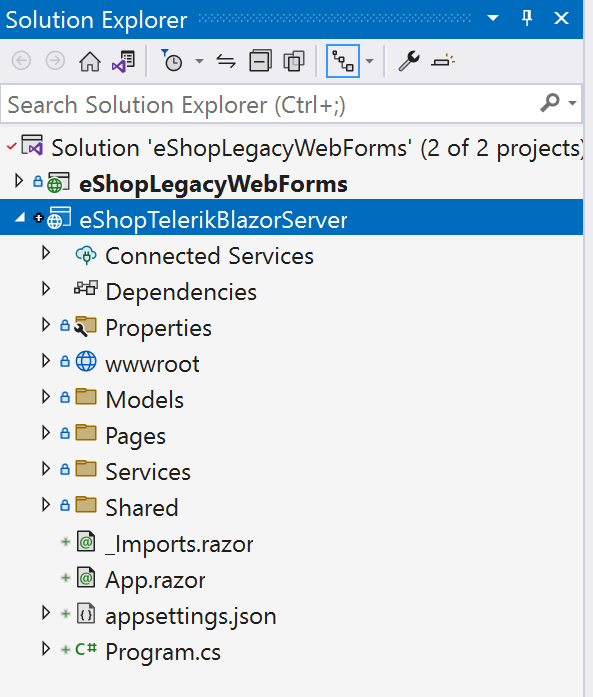 Solution Explorer
Search Solution Explorer (Ctrl+;)
Solution 'eShopLegacyWebForms' (2 of 2 projects)
eShopLegacyWebForms
eShopTelerikBlazorServer
Connected Services
Dependencies
Properties
wwwroot
Models
Pages
Services
Shared
_Imports.razor
App.razor
appsettings.json
C# Program.cs